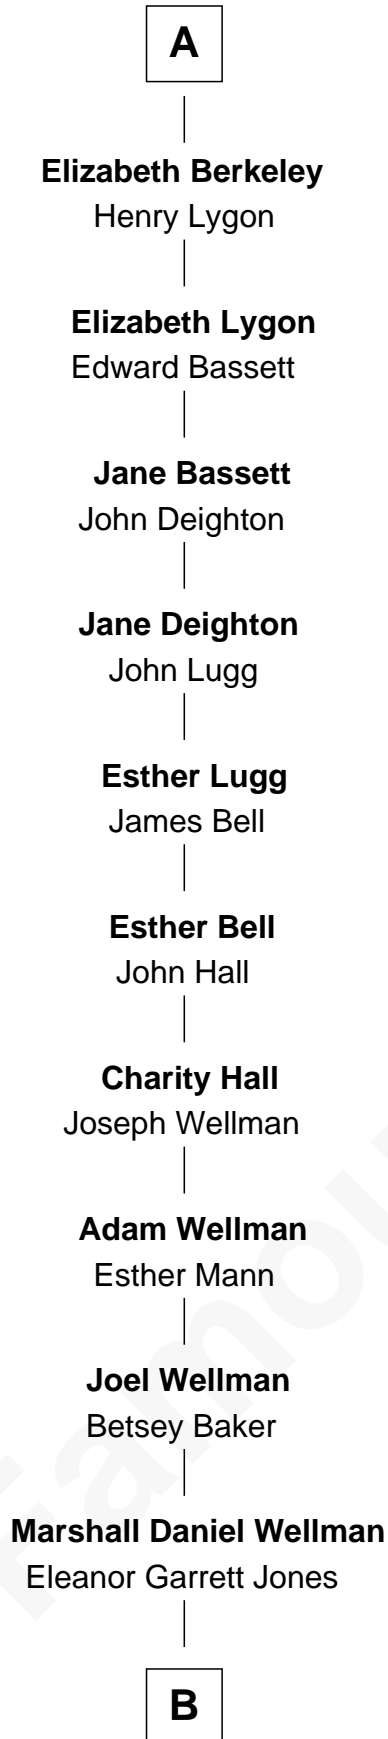 A
Elizabeth Berkeley
Henry Lygon
Elizabeth Lygon
Edward Bassett
Jane Bassett
John Deighton
Jane Deighton
John Lugg
Esther Lugg
James Bell
Esther Bell
John Hall
Charity Hall
Joseph Wellman
Adam Wellman
Esther Mann
Joel Wellman
Betsey Baker
Marshall Daniel Wellman
Eleanor Garrett Jones
B